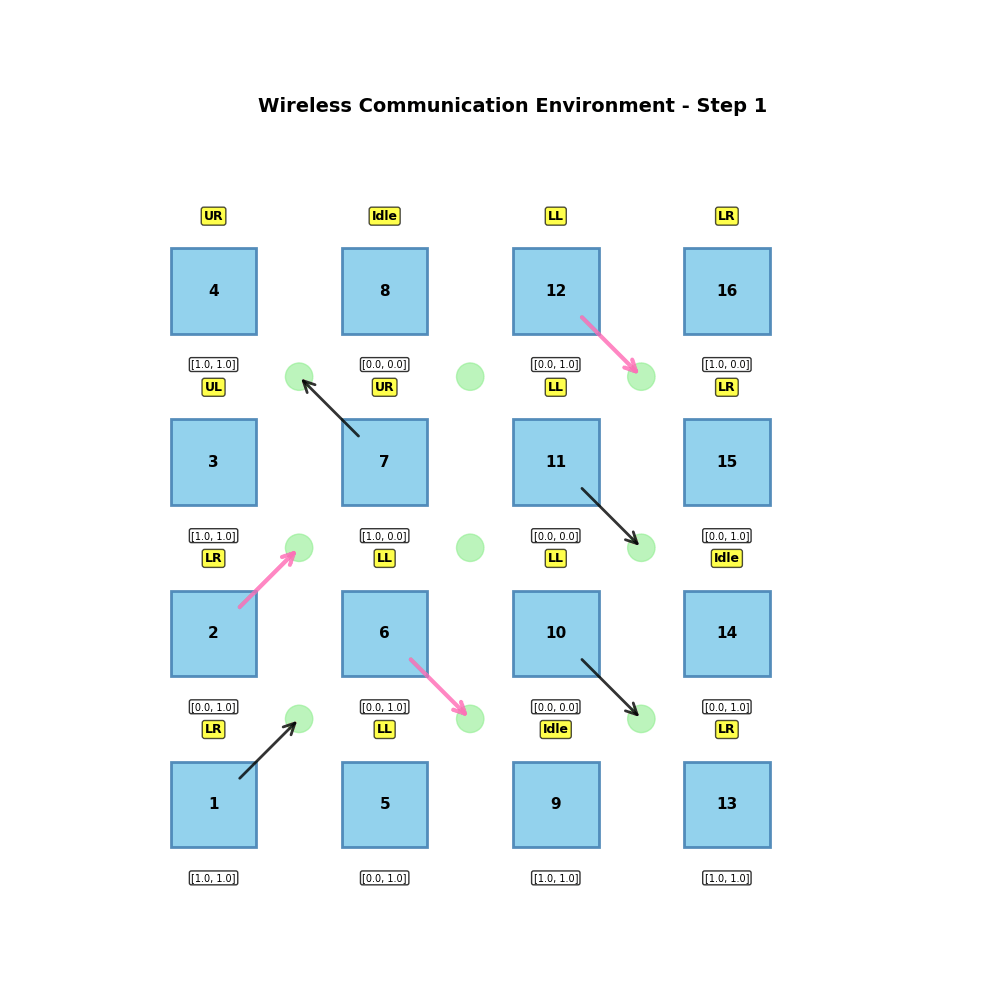 Wireless Communication Environment - Step 1
UR Idle LL LR
4 8 12 16
[1.0, 1.0] [0.0, 0.0] [0.0, 1.0] [1.0, 0.0]
UL UR LL LR
3 7 11 15
[1.0, 1.0] [1.0, 0.0] [0.0, 0.0] [0.0, 1.0]
LR LL LL Idle
2 6 10 14
[0.0, 1.0] [0.0, 1.0] [0.0, 0.0] [0.0, 1.0]
LR LL Idle LR
1 5 9 13
[1.0, 1.0] [0.0, 1.0] [1.0, 1.0] [1.0, 1.0]